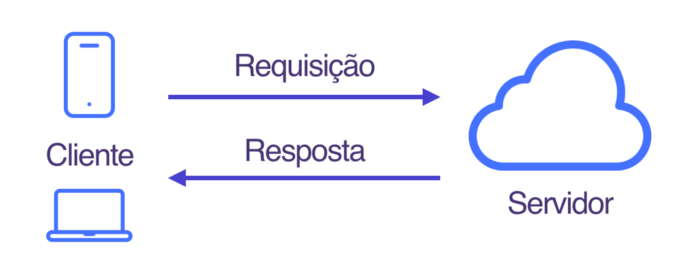 Requisição
Cliente
Resposta
Servidor